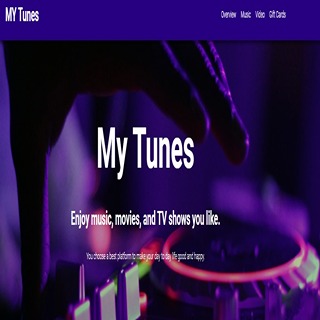 MY Tunes
Overview Music Video Gift Cards
My Tunes
Enjoy music, movies, and TV shows you like.
You choose a best platform to make your day to day life good and happy.